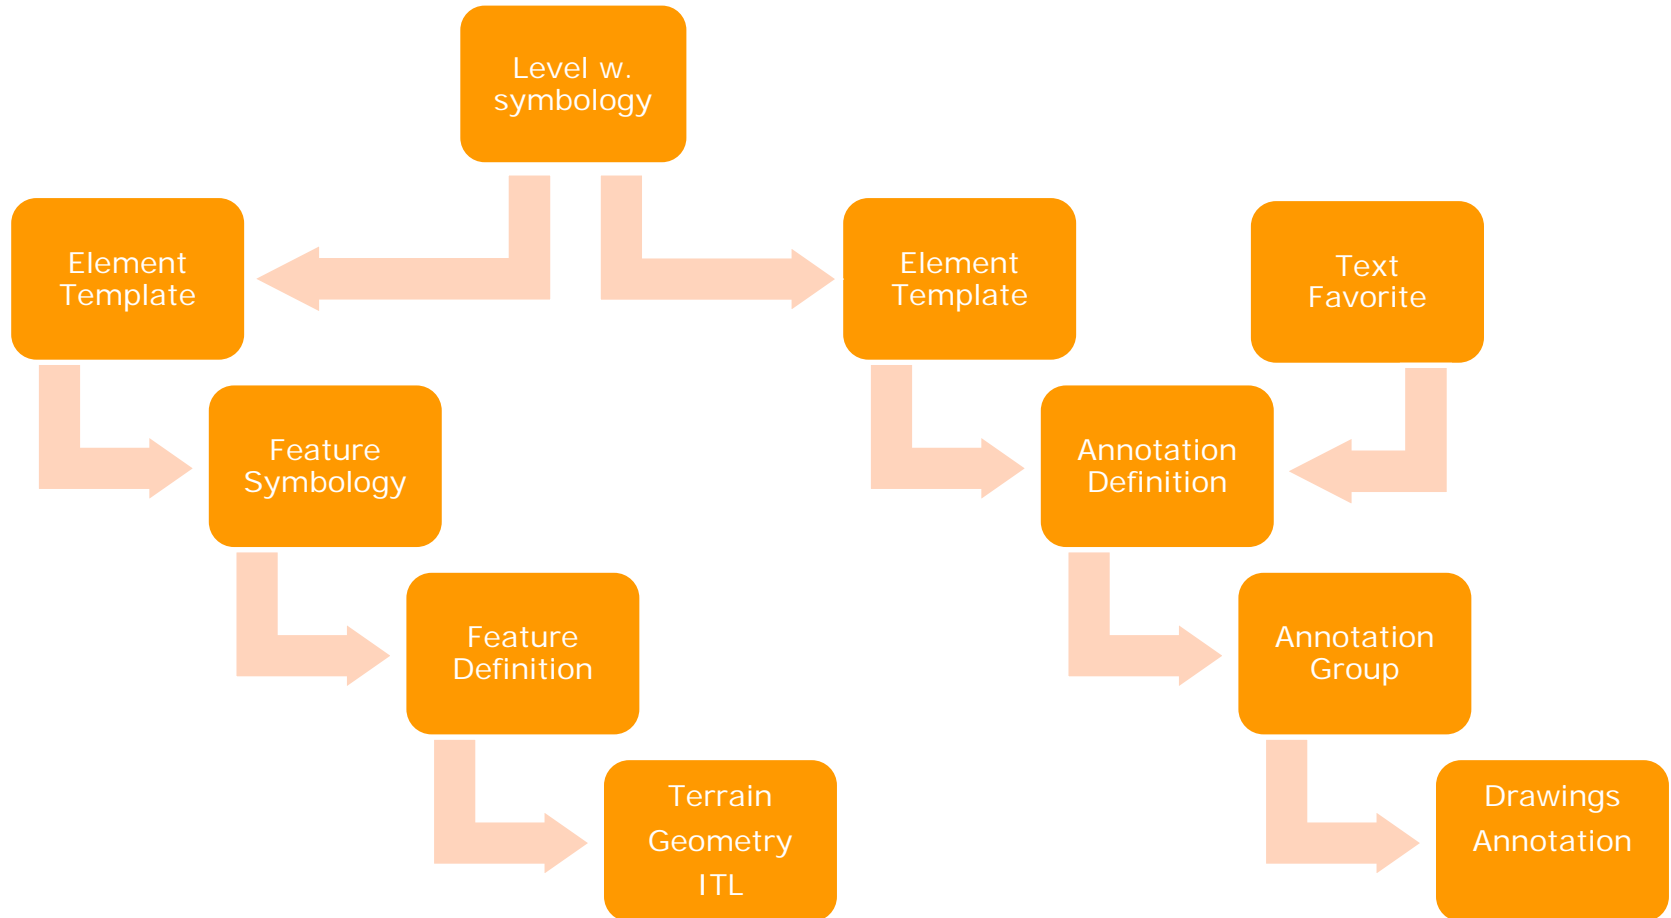 Level w.
symbology
Element
Template
Element
Template
Text
Favorite
Feature
Symbology
Annotation
Definition
Feature
Definition
Annotation
Group
Terrain
Geometry
ITL
Drawings
Annotation